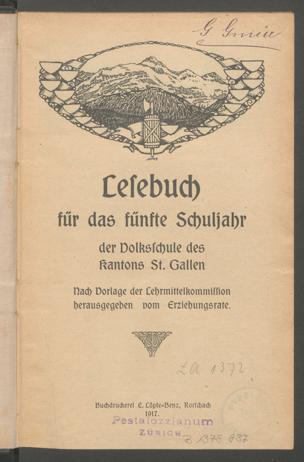 Lesebuch
für das fünfte Schuljahr
der Volksschule des
Kantons St. Gallen
Nach Vorlage der Lehrmittelkommission
herausgegeben vom Erziehungsrate.
LA 1372
Buchdruckerei E. Löpfe-Benz, Rorschach
1917.
Pestalozzianum
ZÜRICH